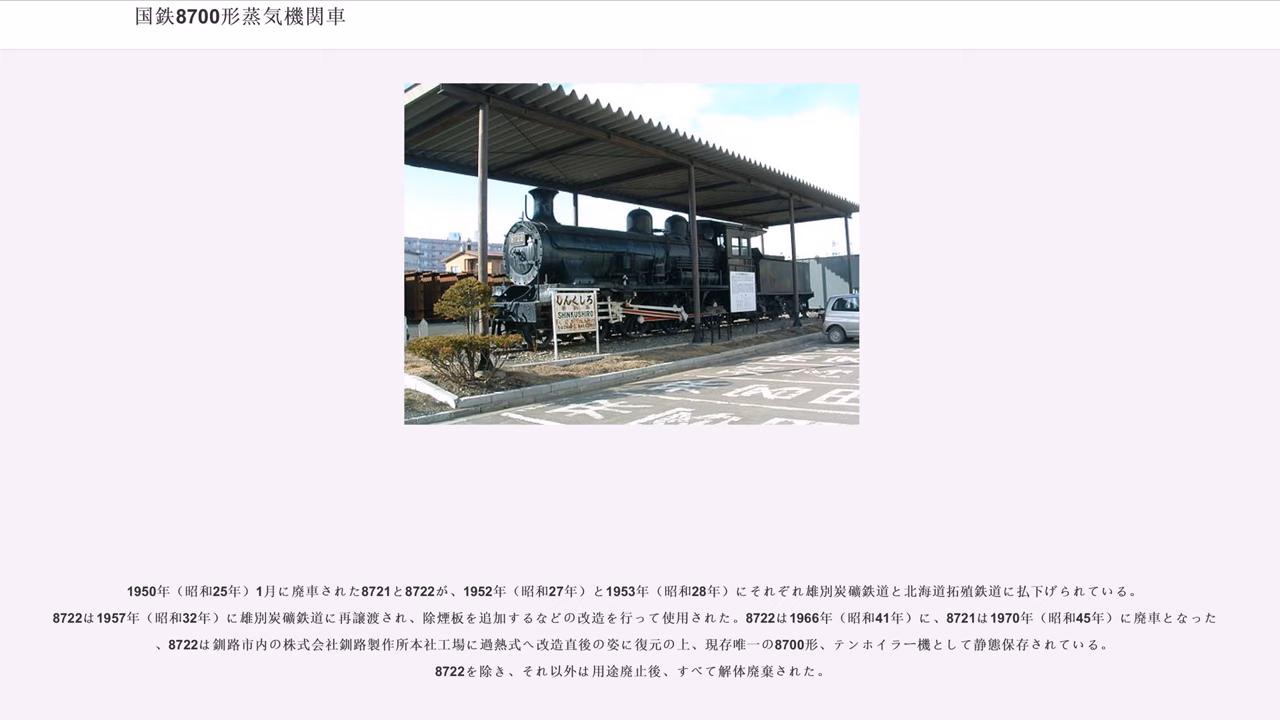 国鉄8700形蒸気機関車
しんくしろ
SHINKUSHIRO
1950年（昭和25年）1月に廃車された8721と8722が、1952年（昭和27年）と1953年（昭和28年）にそれぞれ雄別炭礦鉄道と北海道拓殖鉄道に払下げられている。
8722は1957年（昭和32年）に雄別炭礦鉄道に再譲渡され、除煙板を追加するなどの改造を行って使用された。8722は1966年（昭和41年）に、8721は1970年（昭和45年）に廃車となった
、8722は釧路市内の株式会社釧路製作所本社工場に過熱式へ改造直後の姿に復元の上、現存唯一の8700形、テンホイラー機として静態保存されている。
8722を除き、それ以外は用途廃止後、すべて解体廃棄された。